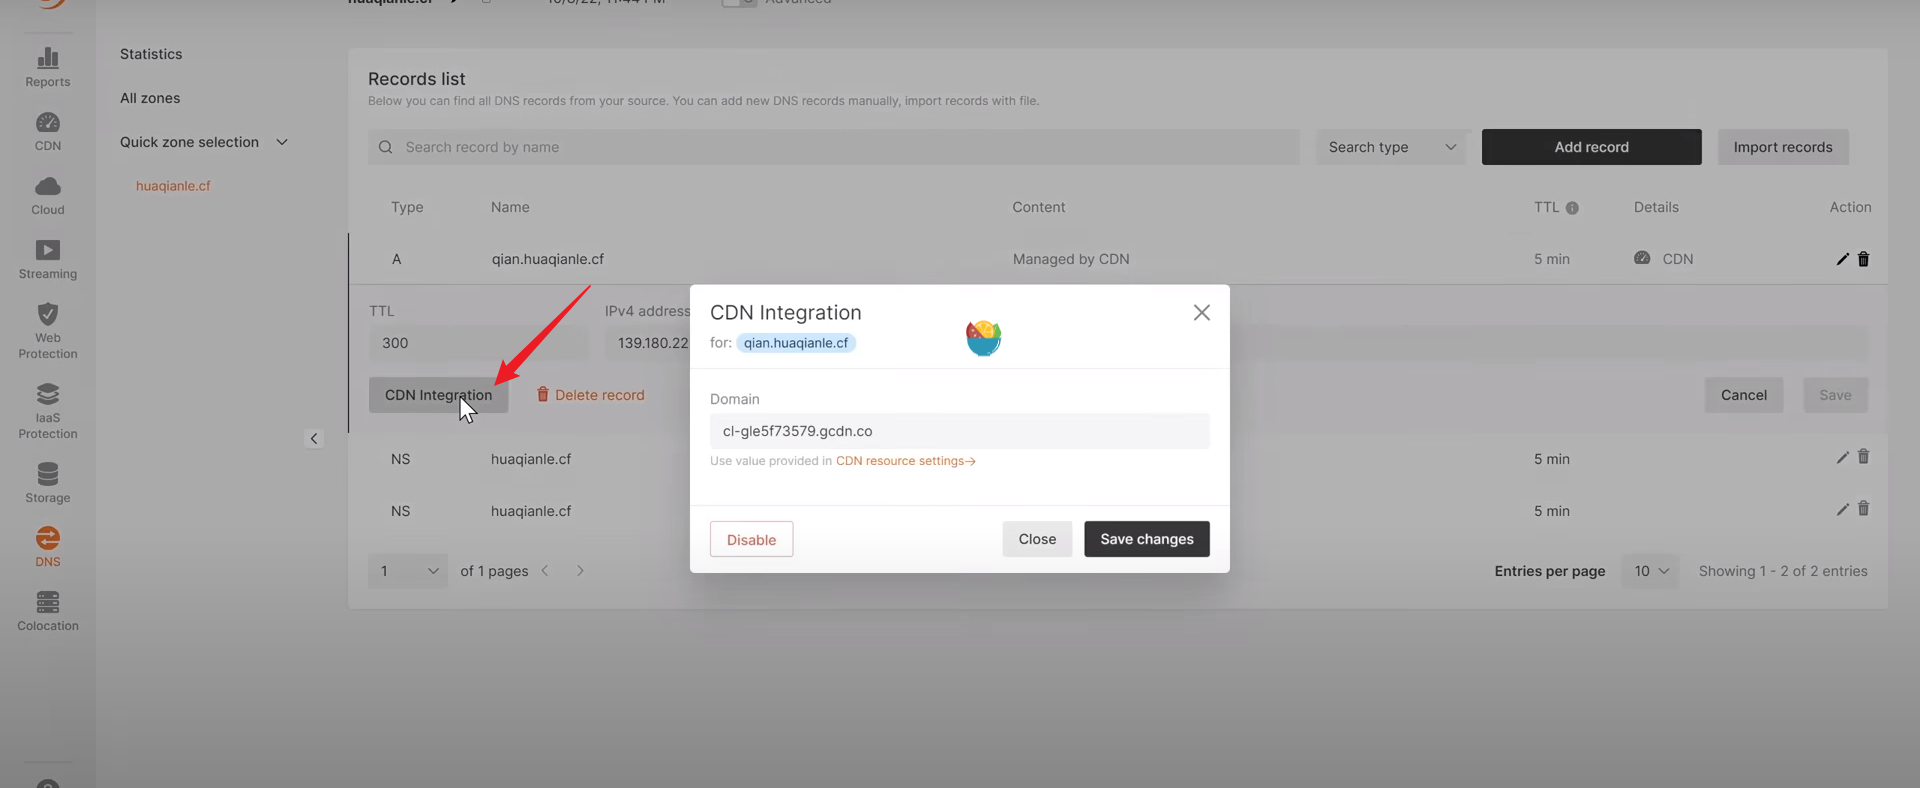 Statistics
All zones
Quick zone selection
huaqianle.cf
Reports
CDN
Cloud
Streaming
Web
Protection
IaaS
Protection
Storage
DNS
Colocation
Records list
Below you can find all DNS records from your source. You can add new DNS records manually, import records with file.
Search record by name
Search type
Add record
Import records
Type Name Content TTL Details Action
A qian.huaqianle.cf Managed by CDN 5 min CDN
TTL
300
IPv4 address
139.180.22
CDN Integration
Delete record
Cancel
Save
NS huaqianle.cf 5 min
NS huaqianle.cf 5 min
1 of 1 pages
Entries per page 10 Showing 1 - 2 of 2 entries
CDN Integration
for: qian.huaqianle.cf
Domain
cl-gle5f73579.gcdn.co
Use value provided in CDN resource settings→
Disable
Close
Save changes